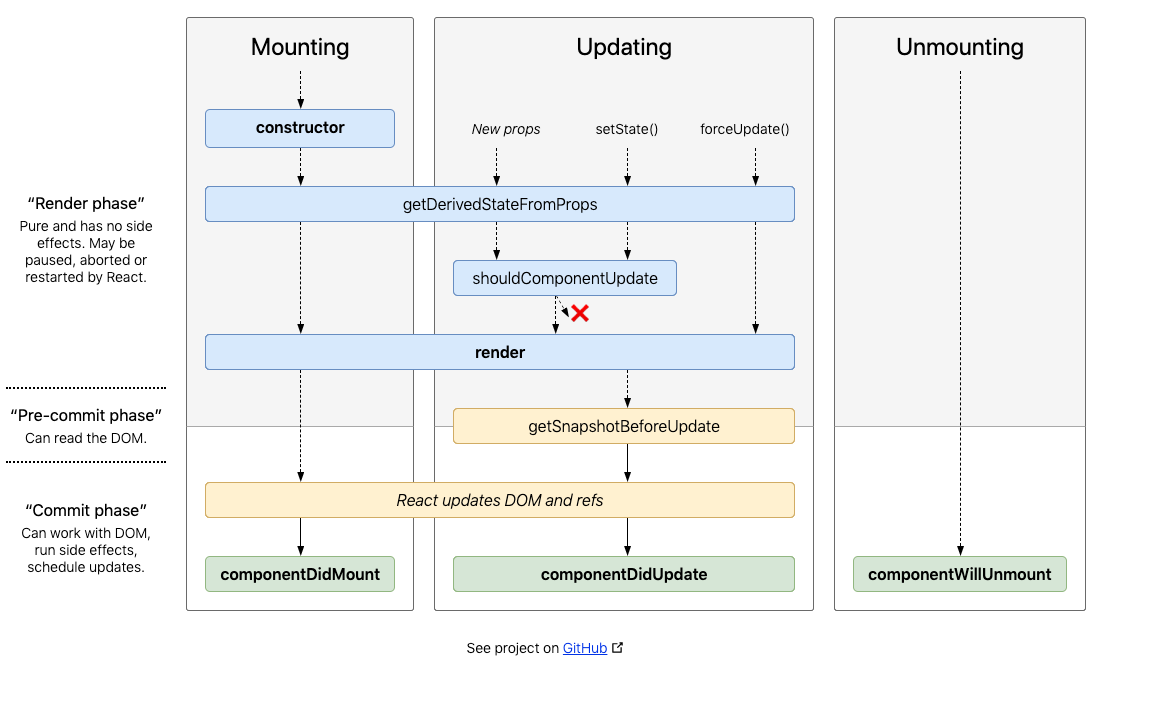 Mounting
Updating
Unmounting
constructor
New props
setState()
forceUpdate()
“Render phase”
Pure and has no side
effects. May be
paused, aborted or
restarted by React.
getDerivedStateFromProps
shouldComponentUpdate
render
“Pre-commit phase”
Can read the DOM.
getSnapshotBeforeUpdate
“Commit phase”
Can work with DOM,
run side effects,
schedule updates.
React updates DOM and refs
componentDidMount
componentDidUpdate
componentWillUnmount
See project on GitHub